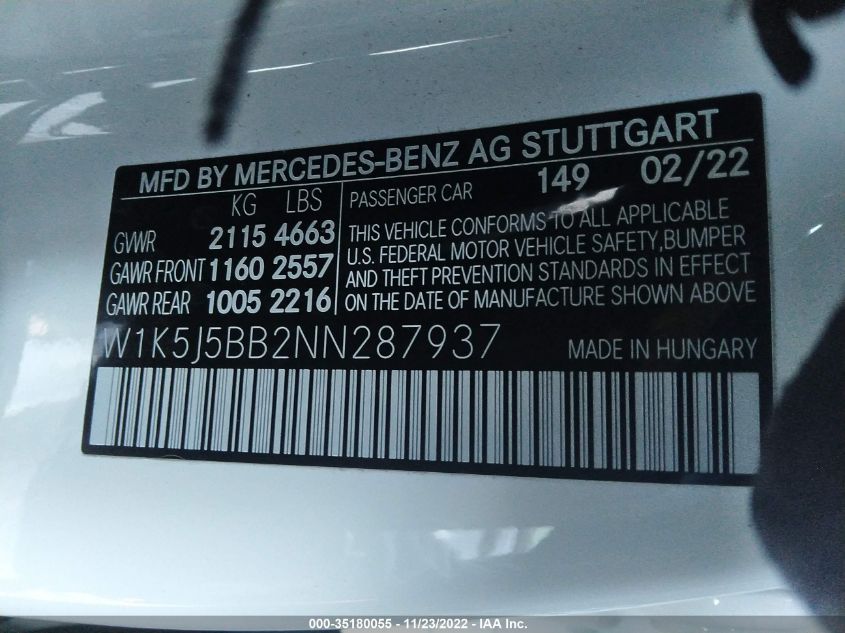 MFD BY MERCEDES-BENZ AG STUTTGART
KG LBS
GVWR 2115 4663
GAWR FRONT 1160 2557
GAWR REAR 1005 2216
PASSENGER CAR 149 02/22
THIS VEHICLE CONFORMS TO ALL APPLICABLE
U.S. FEDERAL MOTOR VEHICLE SAFETY,BUMPER
AND THEFT PREVENTION STANDARDS IN EFFECT
ON THE DATE OF MANUFACTURE SHOWN ABOVE
W1K5J5BB2NN287937 MADE IN HUNGARY
000-35180055 - 11/23/2022 - IAA Inc.